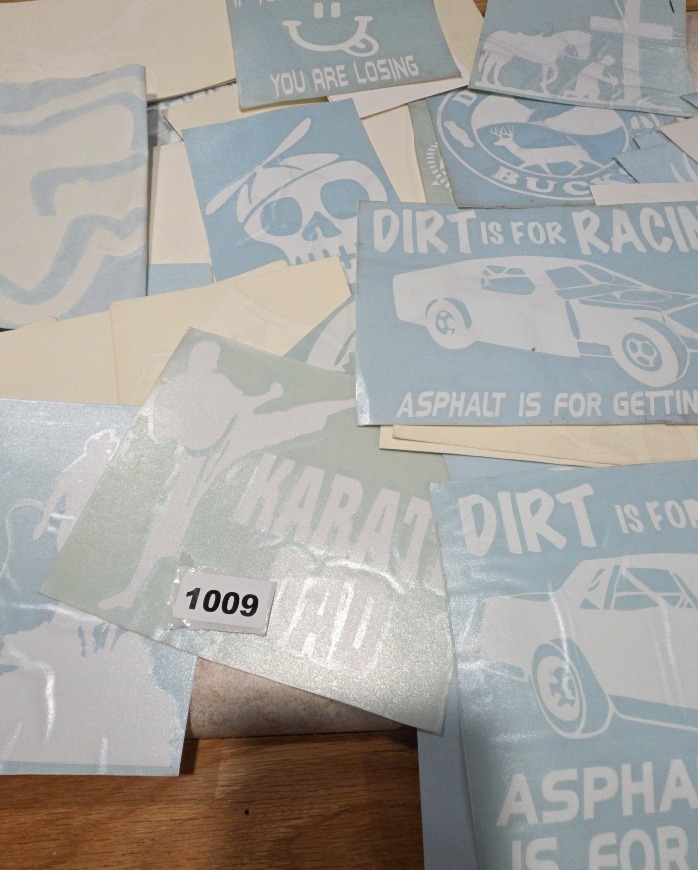 YOU ARE LOSING
BUCK
DIRT IS FOR RACIN
ASPHALT IS FOR GETTIN
KARAT
DAD
1009
DIRT IS FO
ASPHA
IS FOR